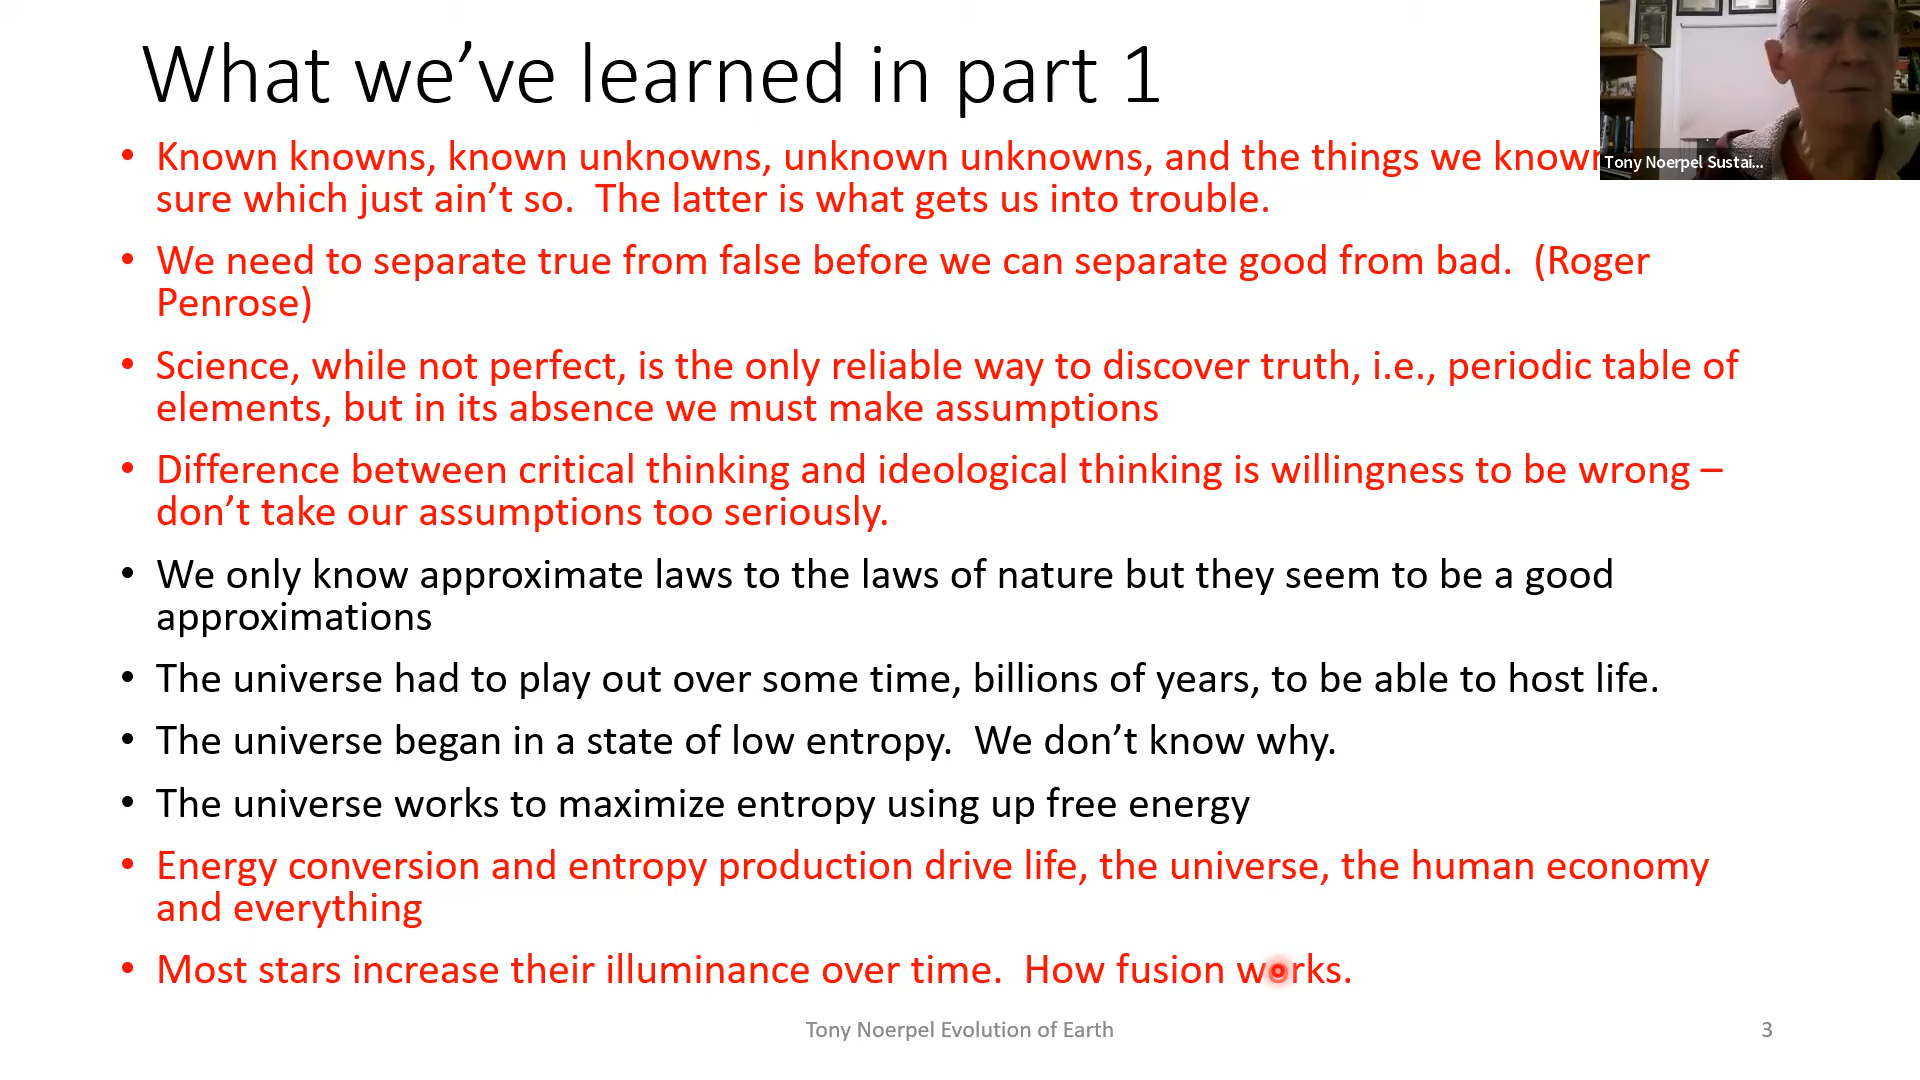 What we’ve learned in part 1
• Known knowns, known unknowns, unknown unknowns, and the things we known
sure which just ain’t so.  The latter is what gets us into trouble.
• We need to separate true from false before we can separate good from bad.  (Roger
Penrose)
• Science, while not perfect, is the only reliable way to discover truth, i.e., periodic table of
elements, but in its absence we must make assumptions
• Difference between critical thinking and ideological thinking is willingness to be wrong –
don’t take our assumptions too seriously.
• We only know approximate laws to the laws of nature but they seem to be a good
approximations
• The universe had to play out over some time, billions of years, to be able to host life.
• The universe began in a state of low entropy.  We don’t know why.
• The universe works to maximize entropy using up free energy
• Energy conversion and entropy production drive life, the universe, the human economy
and everything
• Most stars increase their illuminance over time.  How fusion works.
Tony Noerpel Evolution of Earth
3
Tony Noerpel Sustai...